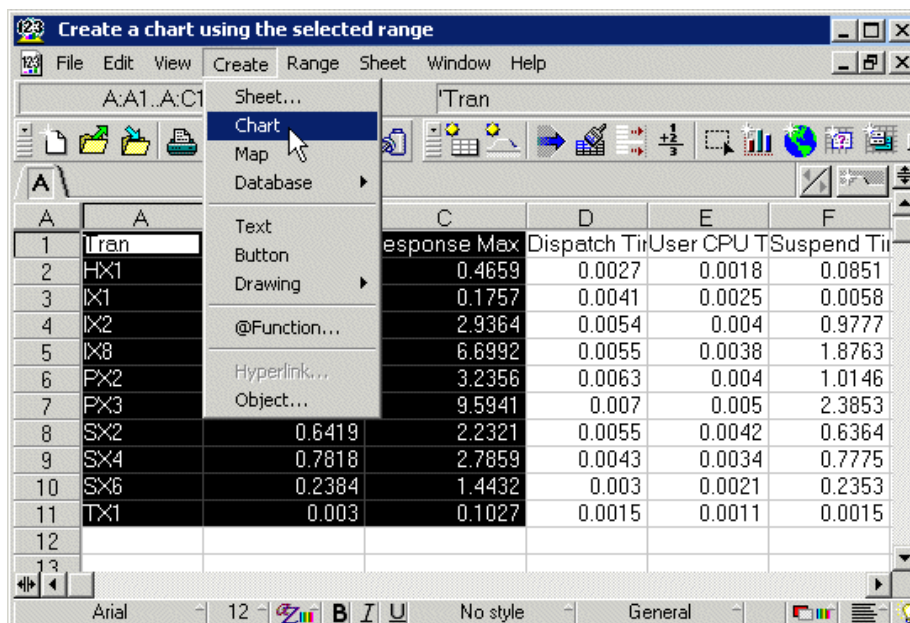 Create a chart using the selected range
File Edit View Create Range Sheet Window Help
A:A1..A:C1 'Tran
Sheet...
Chart
Map
Database
Text
Button
Drawing
@Function...
Hyperlink...
Object...
A
A A C D E F
1 Tran esponse Max Dispatch Tir User CPU T Suspend Tir
2 HX1 0.4659 0.0027 0.0018 0.0851
3 IX1 0.1757 0.0041 0.0025 0.0058
4 IX2 2.9364 0.0054 0.004 0.9777
5 IX8 6.6992 0.0055 0.0038 1.8763
6 PX2 3.2356 0.0063 0.004 1.0146
7 PX3 9.5941 0.007 0.005 2.3853
8 SX2 0.6419 2.2321 0.0055 0.0042 0.6364
9 SX4 0.7818 2.7859 0.0043 0.0034 0.7775
10 SX6 0.2384 1.4432 0.003 0.0021 0.2353
11 TX1 0.003 0.1027 0.0015 0.0011 0.0015
12
13
Arial 12 B I U No style General